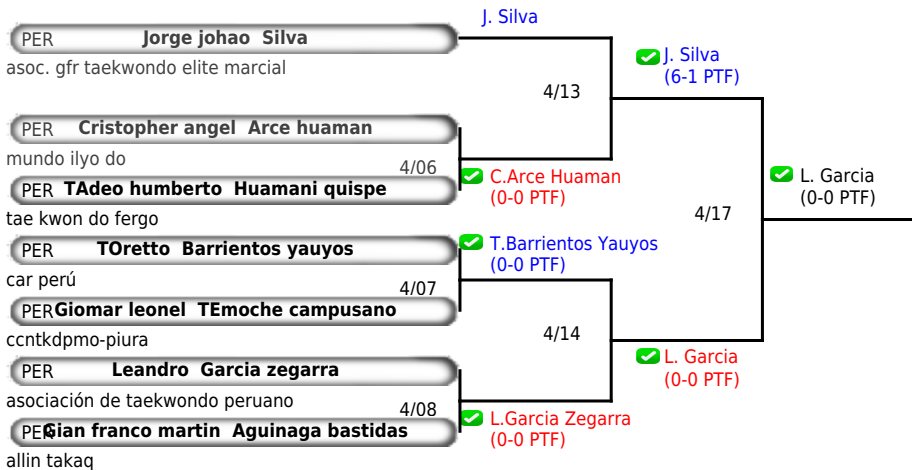 J. Silva
PER Jorge johao Silva
asoc. gfr taekwondo elite marcial
J. Silva
(6-1 PTF)
4/13
PER Cristopher angel Arce huaman
mundo ilyo do
4/06
C.Arce Huaman
(0-0 PTF)
PER TAdeo humberto Huamani quispe
tae kwon do fergo
L. Garcia
(0-0 PTF)
4/17
PER TOretto Barrientos yauyos
car perú
4/07
T.Barrientos Yauyos
(0-0 PTF)
PER Giomar leonel TEmoche campusano
ccntkdpmo-piura
4/14
L. Garcia
(0-0 PTF)
PER Leandro Garcia zegarra
asociación de taekwondo peruano
4/08
L.Garcia Zegarra
(0-0 PTF)
PER Gian franco martin Aguinaga bastidas
allin takaq